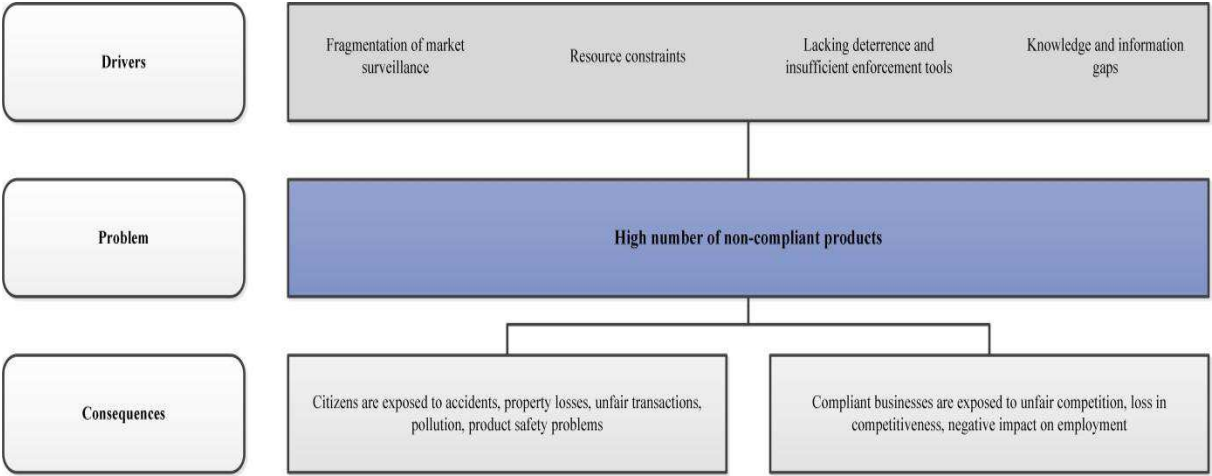 Drivers
Fragmentation of market
surveillance
Resource constraints
Lacking deterrence and
insufficient enforcement tools
Knowledge and information
gaps
Problem
High number of non-compliant products
Consequences
Citizens are exposed to accidents, property losses, unfair transactions,
pollution, product safety problems
Compliant businesses are exposed to unfair competition, loss in
competitiveness, negative impact on employment